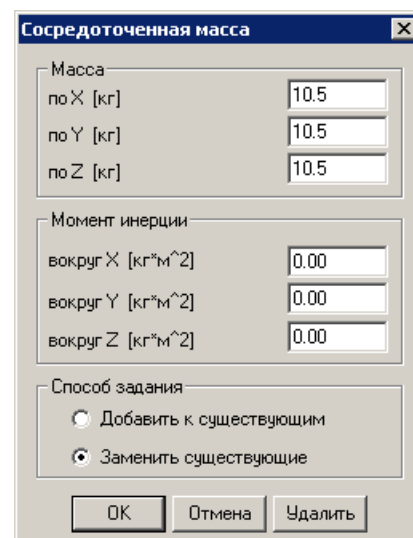 Сосредоточенная масса
Масса
по X [кг] 10.5
по Y [кг] 10.5
по Z [кг] 10.5
Момент инерции
вокруг X [кг*м^2] 0.00
вокруг Y [кг*м^2] 0.00
вокруг Z [кг*м^2] 0.00
Способ задания
Добавить к существующим
Заменить существующие
OK Отмена Удалить